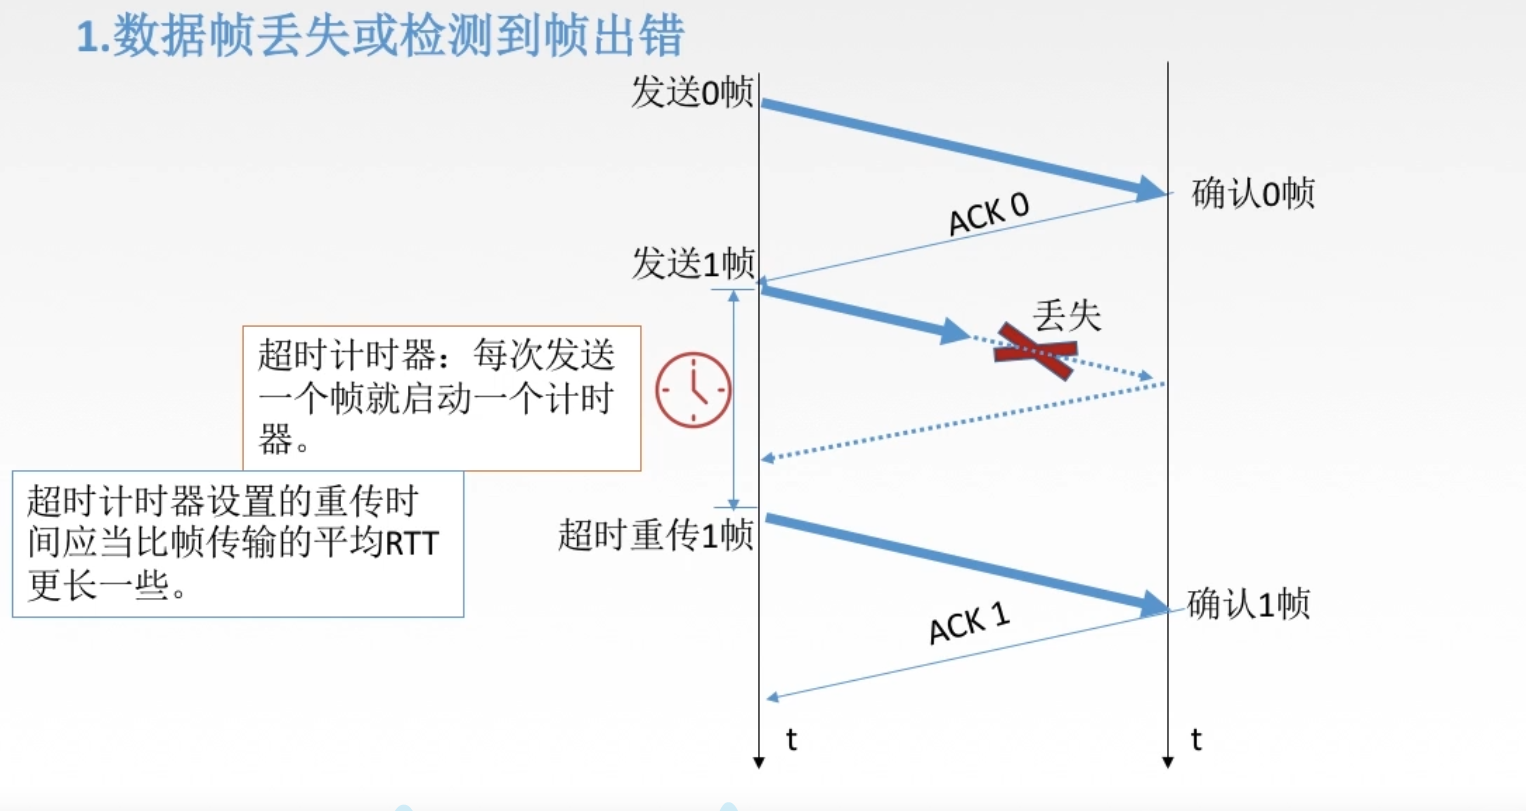 1.数据帧丢失或检测到帧出错
发送0帧
确认0帧
ACK 0
发送1帧
丢失
超时计时器：每次发送
一个帧就启动一个计时
器。
超时计时器设置的重传时
间应当比帧传输的平均RTT
更长一些。
超时重传1帧
确认1帧
ACK 1
t
t